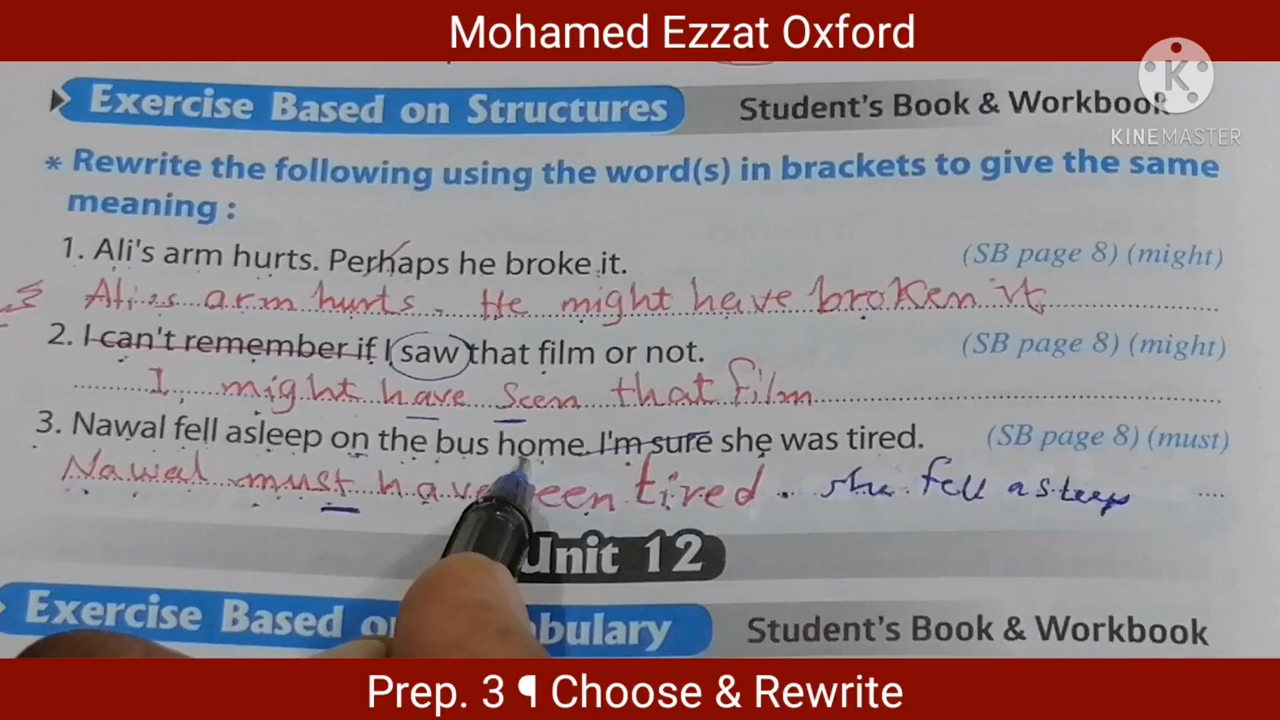 Mohamed Ezzat Oxford
Exercise Based on Structures
Student's Book & Workbook
KINEMASTER
* Rewrite the following using the word(s) in brackets to give the same
meaning :
1. Ali's arm hurts. Perhaps he broke it. (SB page 8) (might)
Ali's arm hurts. He might have broken it
2. I can't remember if I saw that film or not. (SB page 8) (might)
I might have seen that film
3. Nawal fell asleep on the bus home. I'm sure she was tired. (SB page 8) (must)
Nawal must have been tired. she fell asleep
Unit 12
Exercise Based Student's Book & Workbook
Prep. 3 ¶ Choose & Rewrite